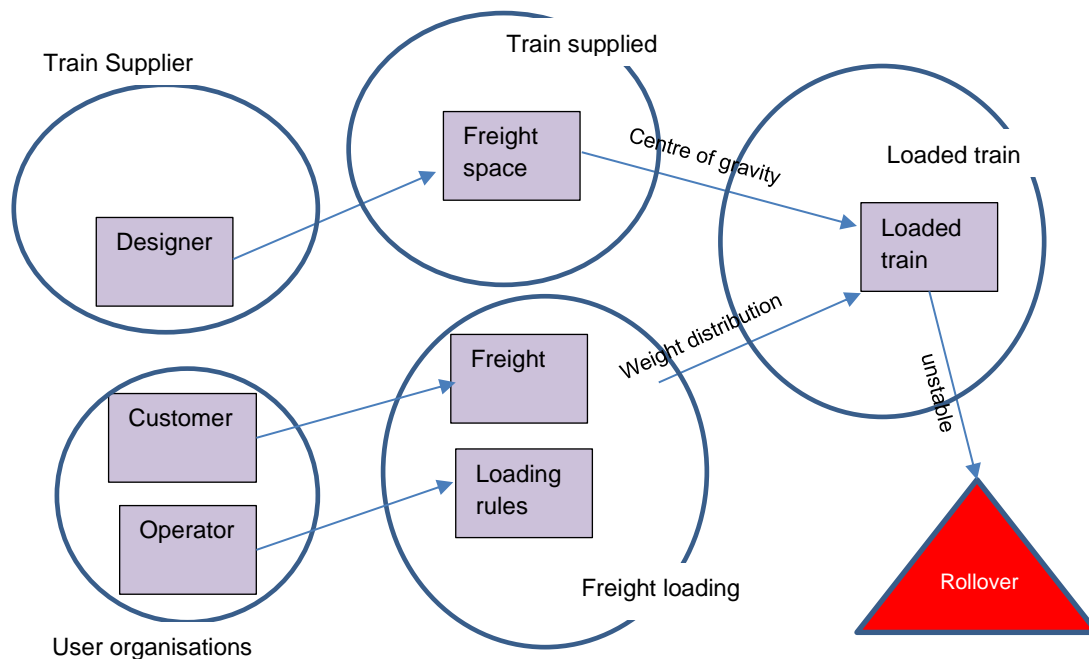 Train supplied
Train Supplier
Freight
space
Centre of gravity
Loaded train
Designer
Loaded
train
Weight distribution
Freight
Customer
unstable
Loading
rules
Operator
Rollover
Freight loading
User organisations